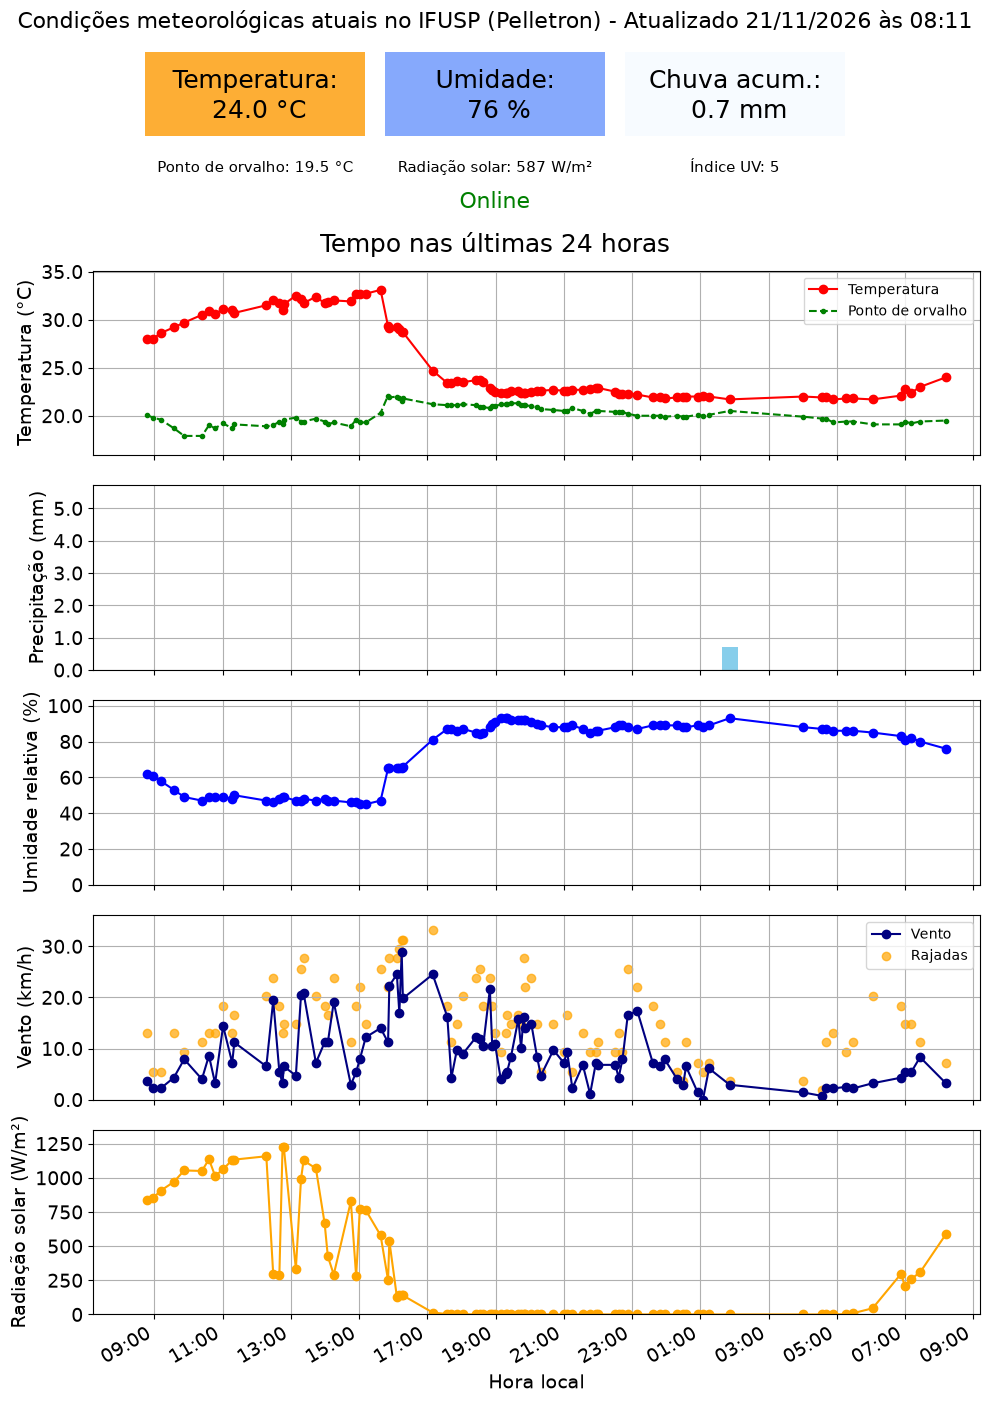 Condições meteorológicas atuais no IFUSP (Pelletron) - Atualizado 21/11/2026 às 08:11
Temperatura:
24.0 °C
Umidade:
76 %
Chuva acum.:
0.7 mm
Ponto de orvalho: 19.5 °C
Radiação solar: 587 W/m²
Índice UV: 5
Online
Tempo nas últimas 24 horas
Temperatura (°C)
35.0
30.0
25.0
20.0
Temperatura
Ponto de orvalho
Precipitação (mm)
5.0
4.0
3.0
2.0
1.0
0.0
Umidade relativa (%)
100
80
60
40
20
0
Vento (km/h)
30.0
20.0
10.0
0.0
Vento
Rajadas
Radiação solar (W/m²)
1250
1000
750
500
250
0
09:00
11:00
13:00
15:00
17:00
19:00
21:00
23:00
01:00
03:00
05:00
07:00
09:00
Hora local